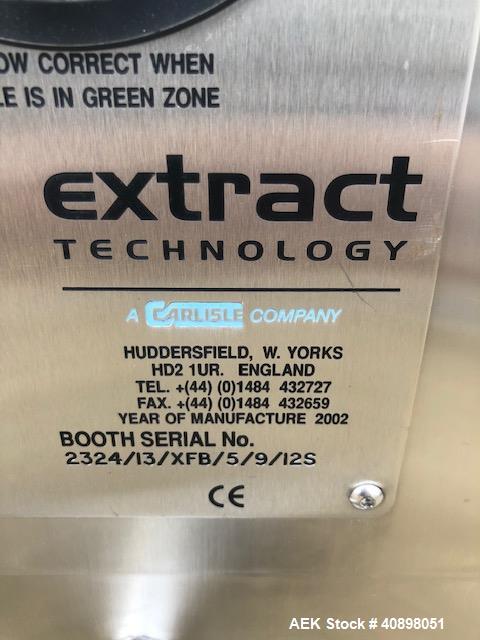 OW CORRECT WHEN
LE IS IN GREEN ZONE
extract
TECHNOLOGY
A CARLISLE COMPANY
HUDDERSFIELD, W. YORKS
HD2 1UR. ENGLAND
TEL. +(44) (0)1484 432727
FAX. +(44) (0)1484 432659
YEAR OF MANUFACTURE 2002
BOOTH SERIAL No.
2324/13/XFB/5/9/12S
CE
AEK Stock #40898051